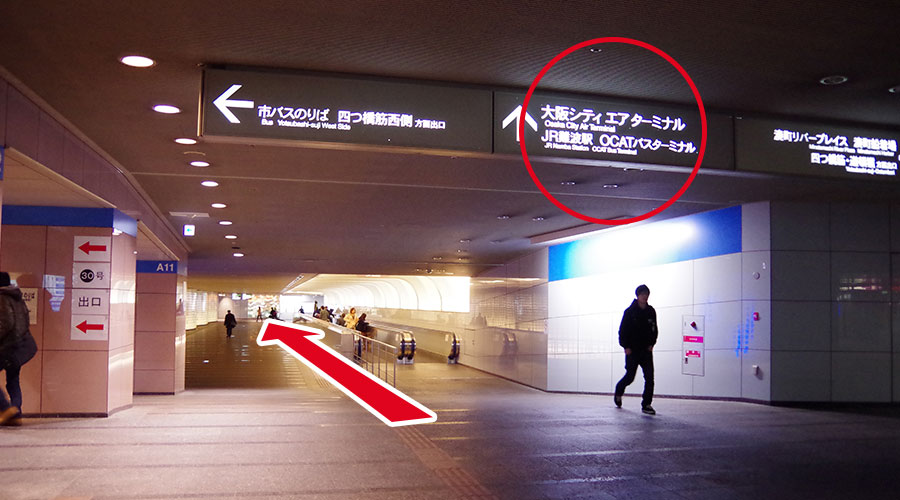 市バスのりば 四つ橋筋西側 方面出口
Bus Yotsubashi-suji West Side
大阪シティ エアターミナル
Osaka City Air Terminal
JR難波駅 OCATバスターミナル
JR Namba Station OCAT Bus Terminal
湊町リバープレイス 湊町船着場
四つ橋筋・
A11
30号
出口